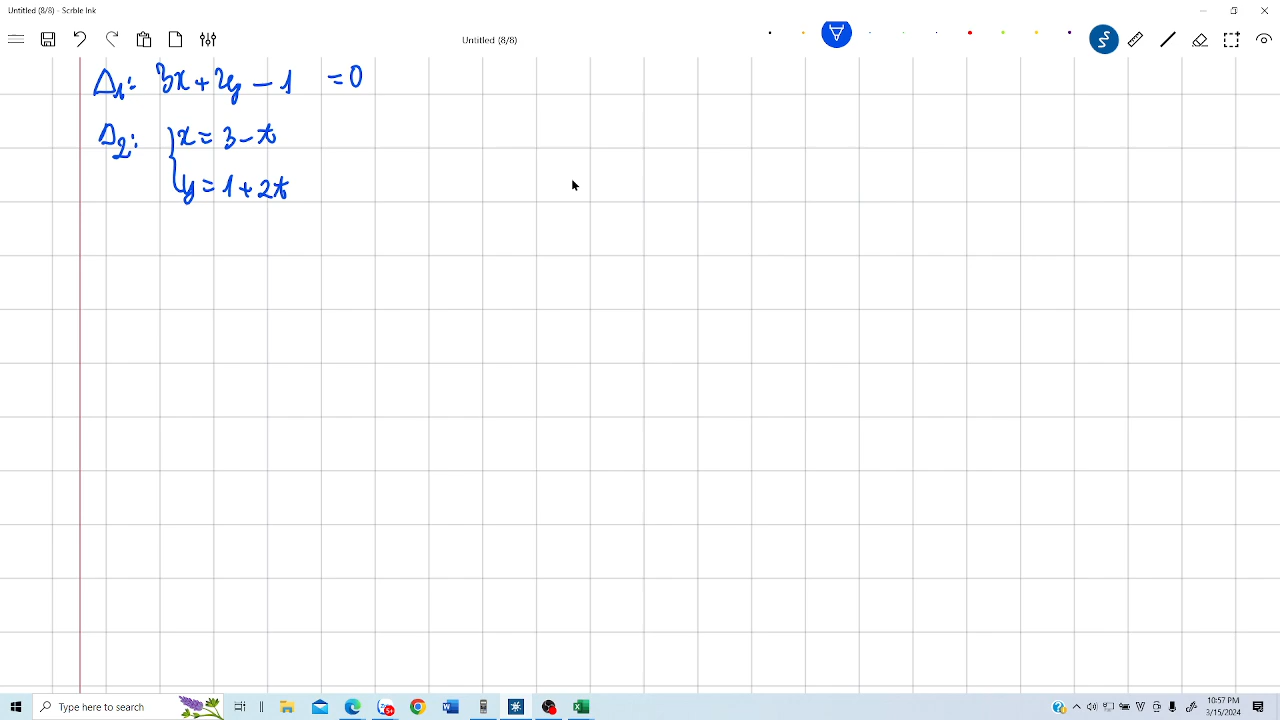 Untitled (8/8) - Scrble Ink
Untitled (8/8)
Δ₁: 3x + 2y - 1 = 0
Δ₂: { x = 3 - t
y = 1 + 2t
Type here to search
10:57 PM
3/15/2024